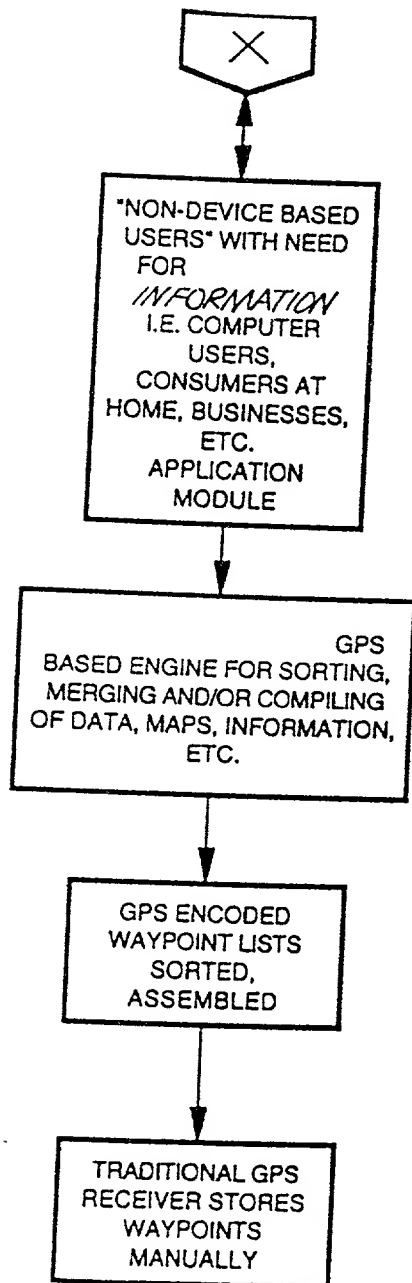 X
"NON-DEVICE BASED
USERS" WITH NEED
FOR
INFORMATION
I.E. COMPUTER
USERS,
CONSUMERS AT
HOME, BUSINESSES,
ETC.
APPLICATION
MODULE
GPS
BASED ENGINE FOR SORTING,
MERGING AND/OR COMPILING
OF DATA, MAPS, INFORMATION,
ETC.
GPS ENCODED
WAYPOINT LISTS
SORTED,
ASSEMBLED
TRADITIONAL GPS
RECEIVER STORES
WAYPOINTS
MANUALLY